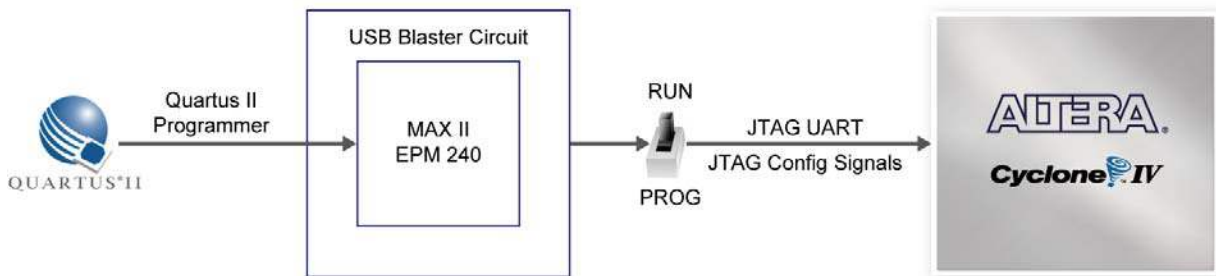 USB Blaster Circuit
Quartus II
Programmer
MAX II
EPM 240
QUARTUS®II
RUN
PROG
JTAG UART
JTAG Config Signals
ALTERA®
Cyclone™ IV